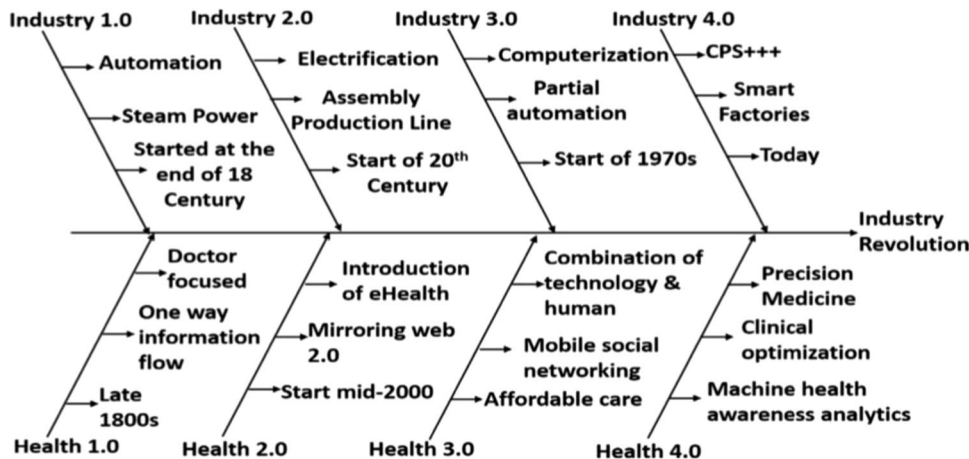 Industry 1.0
Automation
Steam Power
Started at the
end of 18
Century
Industry 2.0
Electrification
Assembly
Production Line
Start of 20th
Century
Industry 3.0
Computerization
Partial
automation
Start of 1970s
Industry 4.0
CPS+++
Smart
Factories
Today
Industry
Revolution
Doctor
focused
One way
information
flow
Late
1800s
Health 1.0
Introduction
of eHealth
Mirroring web
2.0
Start mid-2000
Health 2.0
Combination of
technology &
human
Mobile social
networking
Affordable care
Health 3.0
Precision
Medicine
Clinical
optimization
Machine health
awareness analytics
Health 4.0